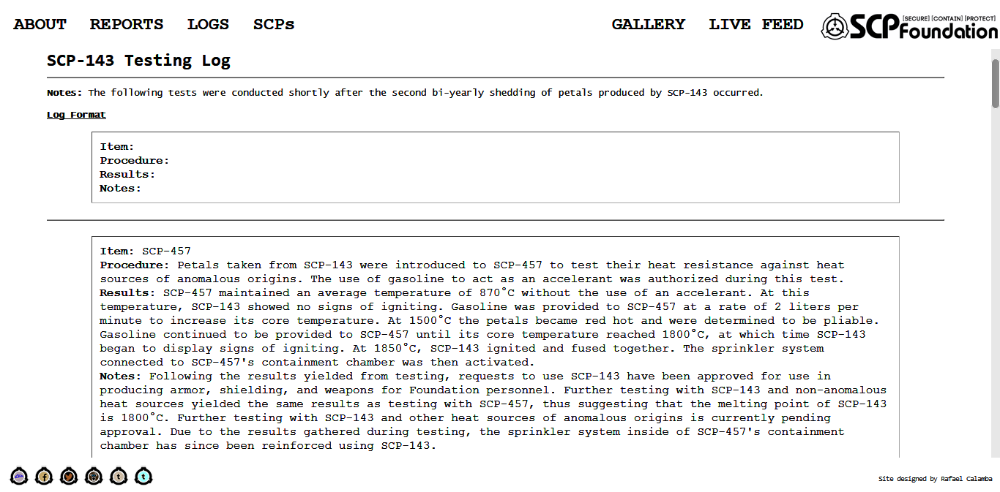 ABOUT REPORTS LOGS SCPs GALLERY LIVE FEED [SECURE] [CONTAIN] [PROTECT]
SCP Foundation
SCP-143 Testing Log
Notes: The following tests were conducted shortly after the second bi-yearly shedding of petals produced by SCP-143 occurred.
Log Format
Item:
Procedure:
Results:
Notes:
Item: SCP-457
Procedure: Petals taken from SCP-143 were introduced to SCP-457 to test their heat resistance against heat
sources of anomalous origins. The use of gasoline to act as an accelerant was authorized during this test.
Results: SCP-457 maintained an average temperature of 870°C without the use of an accelerant. At this
temperature, SCP-143 showed no signs of igniting. Gasoline was provided to SCP-457 at a rate of 2 liters per
minute to increase its core temperature. At 1500°C the petals became red hot and were determined to be pliable.
Gasoline continued to be provided to SCP-457 until its core temperature reached 1800°C, at which time SCP-143
began to display signs of igniting. At 1850°C, SCP-143 ignited and fused together. The sprinkler system
connected to SCP-457's containment chamber was then activated.
Notes: Following the results yielded from testing, requests to use SCP-143 have been approved for use in
producing armor, shielding, and weapons for Foundation personnel. Further testing with SCP-143 and non-anomalous
heat sources yielded the same results as testing with SCP-457, thus suggesting that the melting point of SCP-143
is 1800°C. Further testing with SCP-143 and other heat sources of anomalous origins is currently pending
approval. Due to the results gathered during testing, the sprinkler system inside of SCP-457's containment
chamber has since been reinforced using SCP-143.
f t t
Site designed by Rafael Calamba